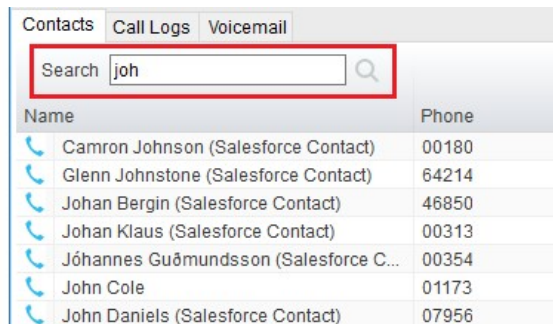 Contacts Call Logs Voicemail
Search joh
Name Phone
Camron Johnson (Salesforce Contact) 00180
Glenn Johnstone (Salesforce Contact) 64214
Johan Bergin (Salesforce Contact) 46850
Johan Klaus (Salesforce Contact) 00313
Jóhannes Guðmundsson (Salesforce C... 00354
John Cole 01173
John Daniels (Salesforce Contact) 07956